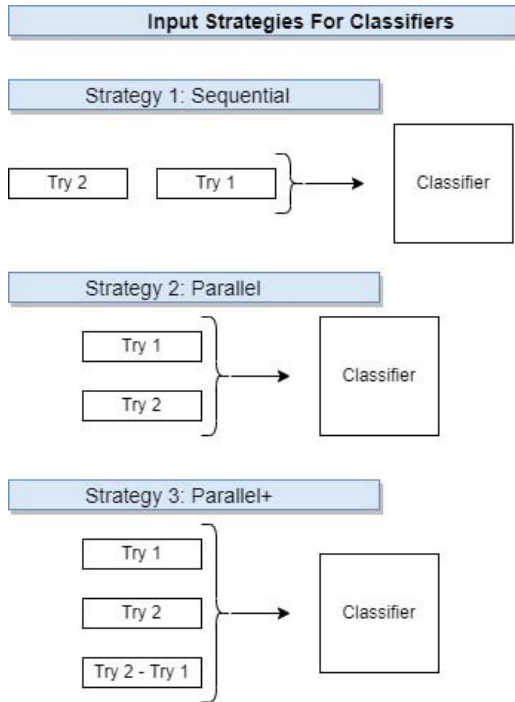 Input Strategies For Classifiers
Strategy 1: Sequential
Try 2
Try 1
Classifier
Strategy 2: Parallel
Try 1
Try 2
Classifier
Strategy 3: Parallel+
Try 1
Try 2
Try 2 - Try 1
Classifier